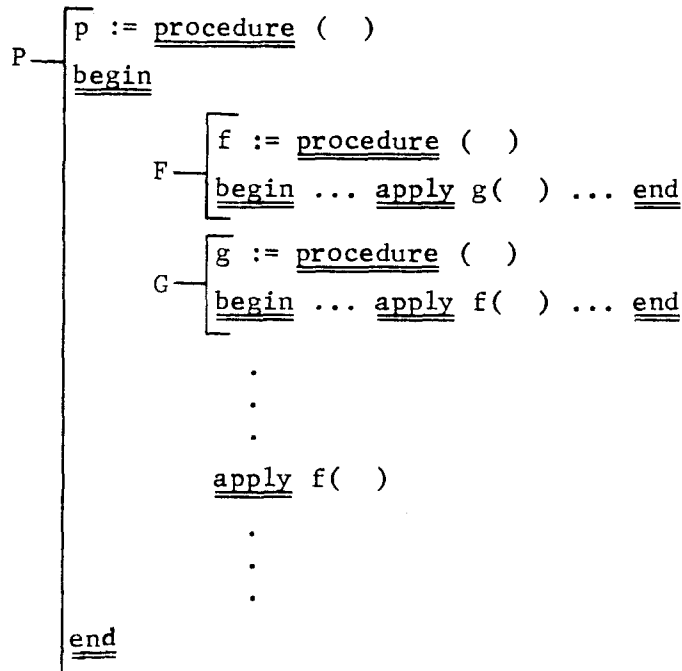 p := procedure ( )
P
begin
f := procedure ( )
F
begin ... apply g( ) ... end
g := procedure ( )
G
begin ... apply f( ) ... end
.
.
.
apply f( )
.
.
.
end